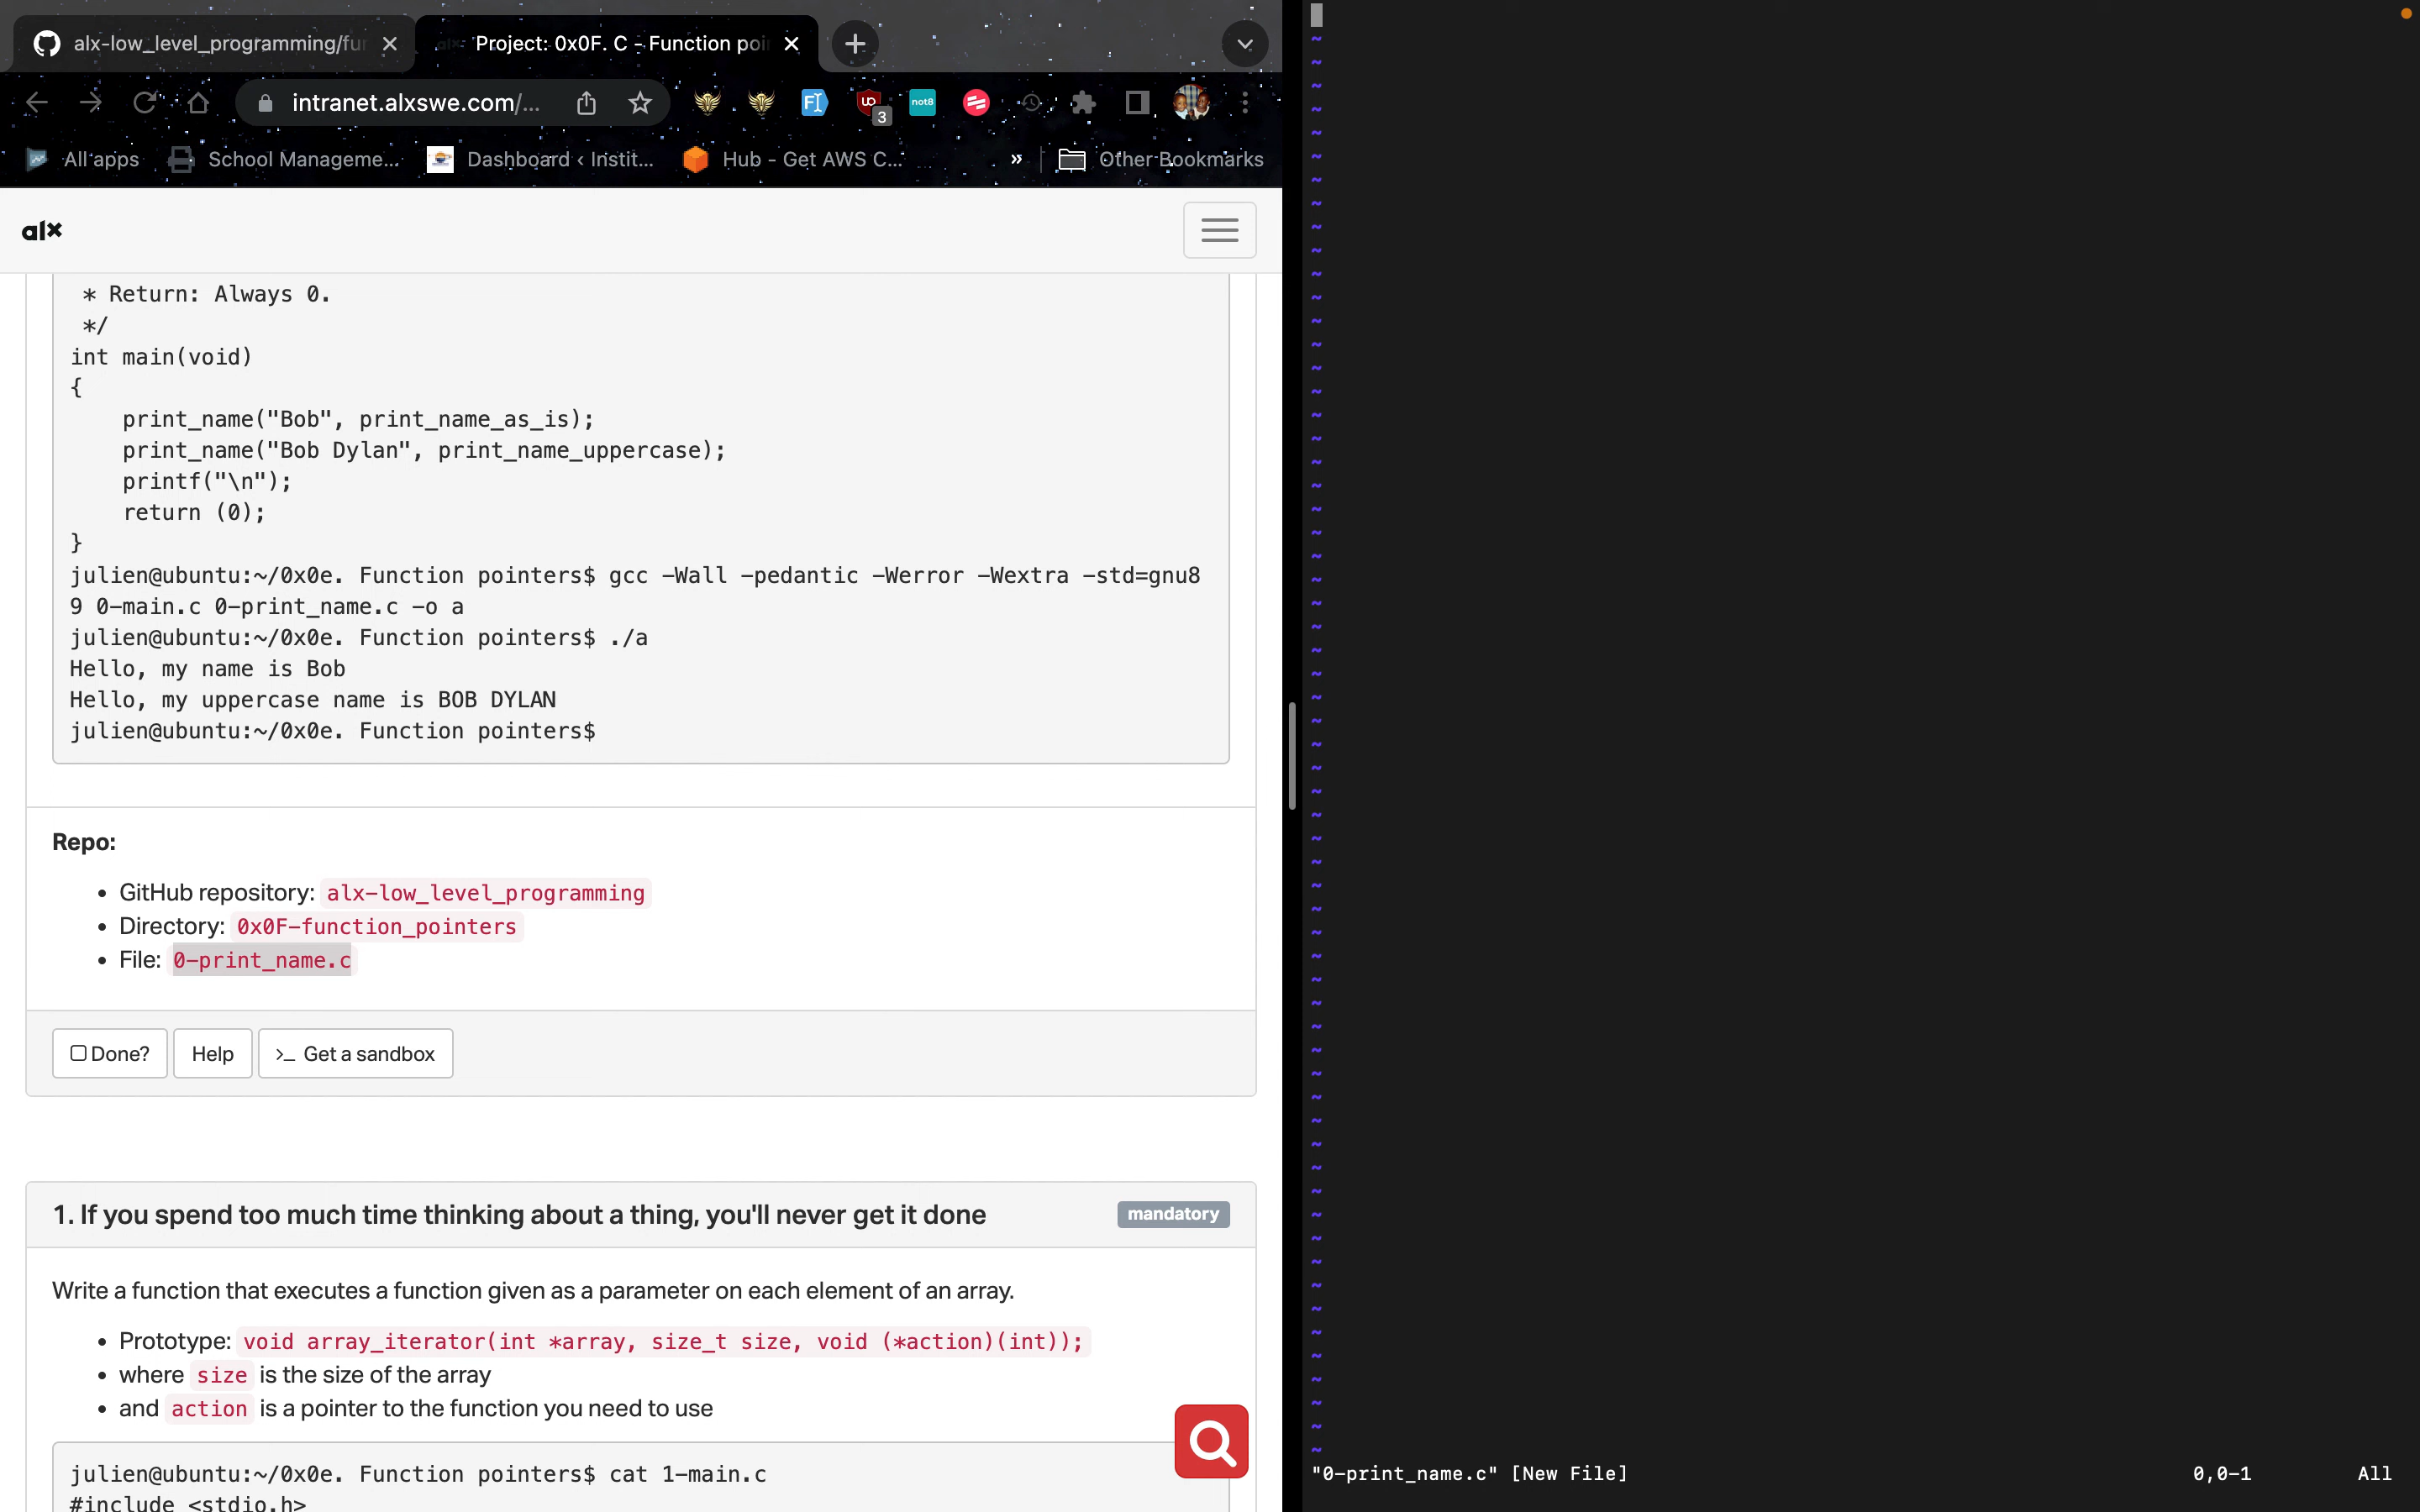 alx-low_level_programming/fun
Project: 0x0F. C - Function poi
intranet.alxswe.com/...
FI
3
not8
All apps
School Manageme...
Dashboard ‹ Instit...
Hub - Get AWS C...
»
Other Bookmarks
alx
* Return: Always 0.
*/
int main(void)
{
print_name("Bob", print_name_as_is);
print_name("Bob Dylan", print_name_uppercase);
printf("\n");
return (0);
}
julien@ubuntu:~/0x0e. Function pointers$ gcc -Wall -pedantic -Werror -Wextra -std=gnu8
9 0-main.c 0-print_name.c -o a
julien@ubuntu:~/0x0e. Function pointers$ ./a
Hello, my name is Bob
Hello, my uppercase name is BOB DYLAN
julien@ubuntu:~/0x0e. Function pointers$
Repo:
• GitHub repository: alx-low_level_programming
• Directory: 0x0F-function_pointers
• File: 0-print_name.c
Done?
Help
>_ Get a sandbox
1. If you spend too much time thinking about a thing, you'll never get it done
mandatory
Write a function that executes a function given as a parameter on each element of an array.
• Prototype: void array_iterator(int *array, size_t size, void (*action)(int));
• where size is the size of the array
• and action is a pointer to the function you need to use
julien@ubuntu:~/0x0e. Function pointers$ cat 1-main.c
#include <stdio.h>
"0-print_name.c" [New File]
0,0-1
All